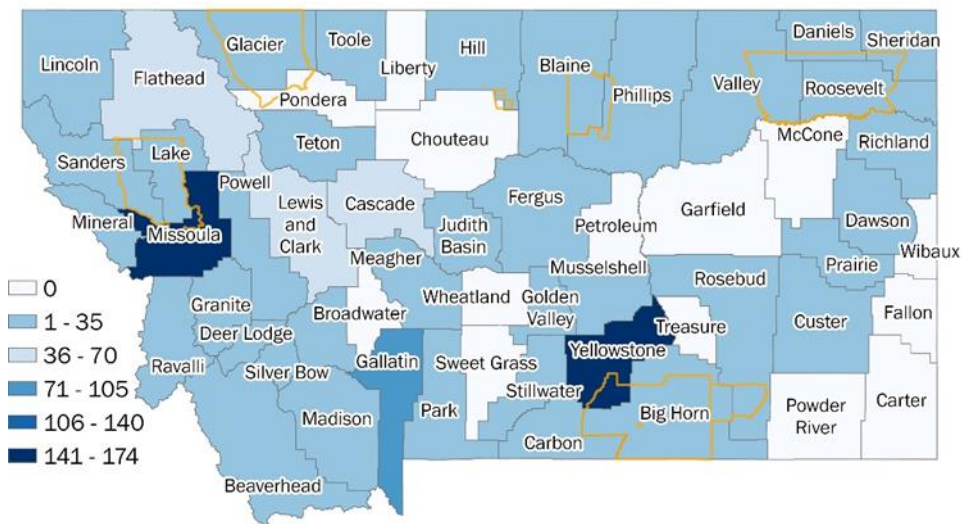 Lincoln
Flathead
Glacier
Toole
Liberty
Hill
Blaine
Phillips
Valley
Daniels
Sheridan
Roosevelt
Pondera
Chouteau
Teton
McCone
Richland
Sanders
Lake
Powell
Lewis
and
Clark
Cascade
Fergus
Judith
Basin
Petroleum
Garfield
Dawson
Wibaux
Mineral
Missoula
Meagher
Musselshell
Rosebud
Prairie
Granite
Deer Lodge
Broadwater
Wheatland
Golden
Valley
Treasure
Custer
Fallon
Ravalli
Silver Bow
Gallatin
Sweet Grass
Yellowstone
Stillwater
Madison
Park
Carbon
Big Horn
Powder
River
Carter
Beaverhead
0
1 - 35
36 - 70
71 - 105
106 - 140
141 - 174